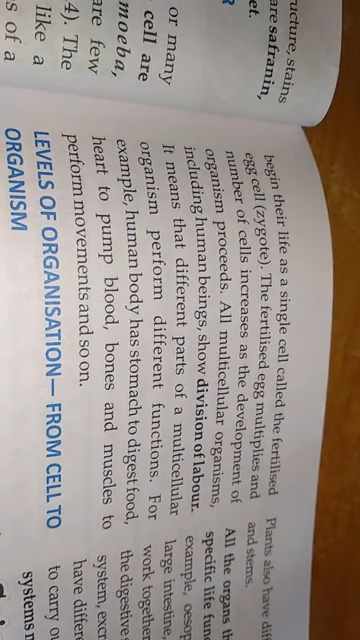 ructure, stains
are safranin,
et.
or many
cell are
moeba,
are few
4). The
like a
s of a
begin their life as a single cell called the fertilised
egg cell (zygote). The fertilised egg multiplies and
number of cells increases as the development of
organism proceeds. All multicellular organisms,
including human beings, show division of labour.
It means that different parts of a multicellular
organism perform different functions. For
example, human body has stomach to digest food,
heart to pump blood, bones and muscles to
perform movements and so on.
LEVELS OF ORGANISATION— FROM CELL TO
ORGANISM
Plants also have di
and stems.
All the organs th
specific life fun
example, oesop
large intestine,
work together
the digestive s
system, excr
have differe
to carry ou
systems r